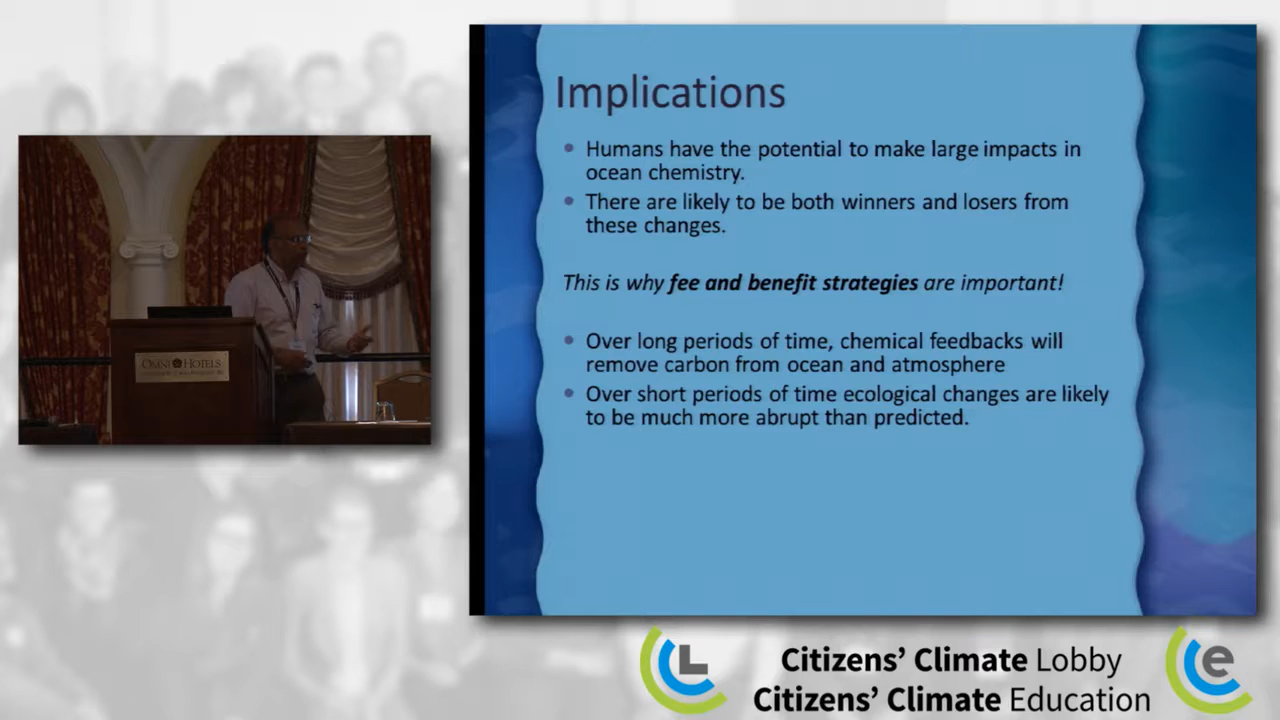 Implications
Humans have the potential to make large impacts in
ocean chemistry.
There are likely to be both winners and losers from
these changes.
This is why fee and benefit strategies are important!
Over long periods of time, chemical feedbacks will
remove carbon from ocean and atmosphere
Over short periods of time ecological changes are likely
to be much more abrupt than predicted.
OMNI HOTELS
L
Citizens' Climate Lobby
Citizens' Climate Education
e